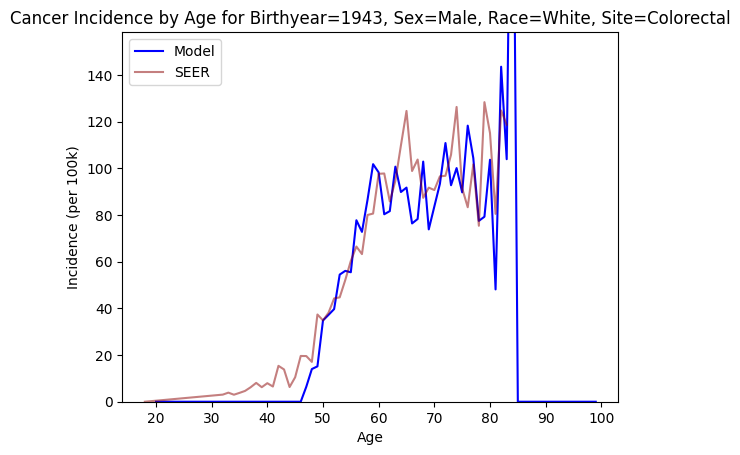 Cancer Incidence by Age for Birthyear=1943, Sex=Male, Race=White, Site=Colorectal
Model
SEER
Incidence (per 100k)
140
120
100
80
60
40
20
0
20 30 40 50 60 70 80 90 100
Age